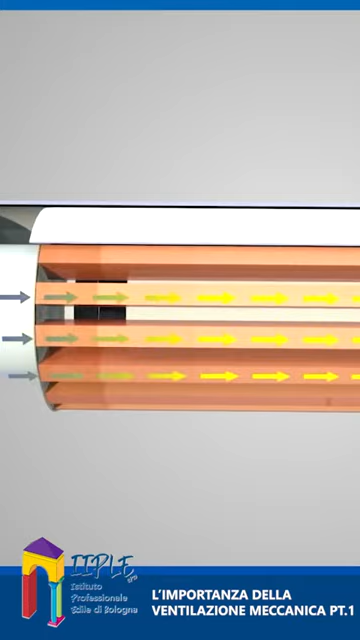 IIPLE
Istituto
Professionale
Edile di Bologna
L'IMPORTANZA DELLA
VENTILAZIONE MECCANICA PT.1